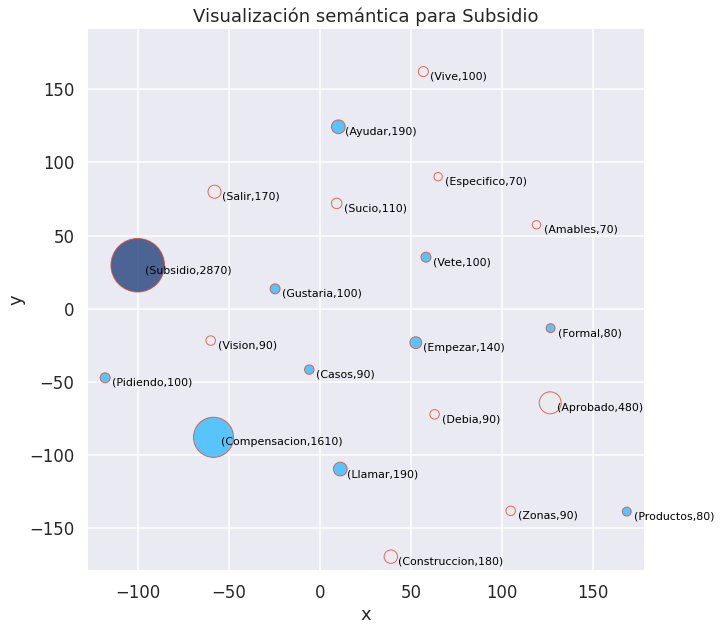 Visualización semántica para Subsidio
y
150
100
50
0
−50
−100
−150
(Vive,100)
(Ayudar,190)
(Especifico,70)
(Salir,170)
(Sucio,110)
(Amables,70)
(Subsidio,2870)
(Vete,100)
(Gustaria,100)
(Formal,80)
(Vision,90)
(Empezar,140)
(Casos,90)
(Pidiendo,100)
(Aprobado,480)
(Debia,90)
(Compensacion,1610)
(Llamar,190)
(Zonas,90)
(Productos,80)
(Construccion,180)
−100
−50
0
50
100
150
x